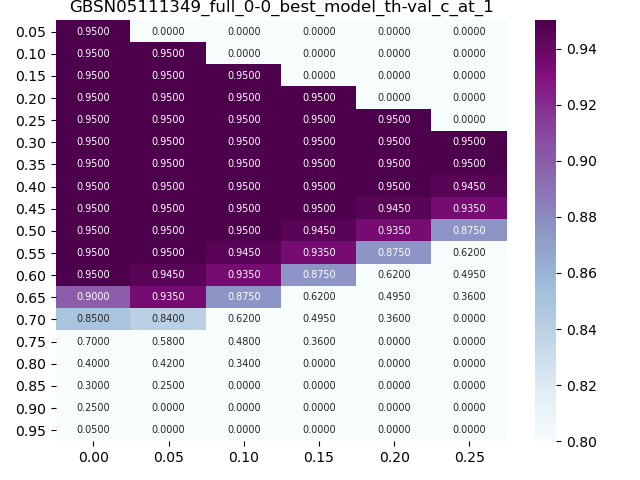 GBSN05111349_full_0-0_best_model_th-val_c_at_1
0.05 0.9500 0.0000 0.0000 0.0000 0.0000 0.0000
0.10 0.9500 0.9500 0.0000 0.0000 0.0000 0.0000
0.15 0.9500 0.9500 0.9500 0.0000 0.0000 0.0000
0.20 0.9500 0.9500 0.9500 0.9500 0.0000 0.0000
0.25 0.9500 0.9500 0.9500 0.9500 0.9500 0.0000
0.30 0.9500 0.9500 0.9500 0.9500 0.9500 0.9500
0.35 0.9500 0.9500 0.9500 0.9500 0.9500 0.9500
0.40 0.9500 0.9500 0.9500 0.9500 0.9500 0.9450
0.45 0.9500 0.9500 0.9500 0.9500 0.9450 0.9350
0.50 0.9500 0.9500 0.9500 0.9450 0.9350 0.8750
0.55 0.9500 0.9500 0.9450 0.9350 0.8750 0.6200
0.60 0.9500 0.9450 0.9350 0.8750 0.6200 0.4950
0.65 0.9000 0.9350 0.8750 0.6200 0.4950 0.3600
0.70 0.8500 0.8400 0.6200 0.4950 0.3600 0.0000
0.75 0.7000 0.5800 0.4800 0.3600 0.0000 0.0000
0.80 0.4000 0.4200 0.3400 0.0000 0.0000 0.0000
0.85 0.3000 0.2500 0.0000 0.0000 0.0000 0.0000
0.90 0.2500 0.0000 0.0000 0.0000 0.0000 0.0000
0.95 0.0500 0.0000 0.0000 0.0000 0.0000 0.0000
0.00 0.05 0.10 0.15 0.20 0.25
0.94
0.92
0.90
0.88
0.86
0.84
0.82
0.80